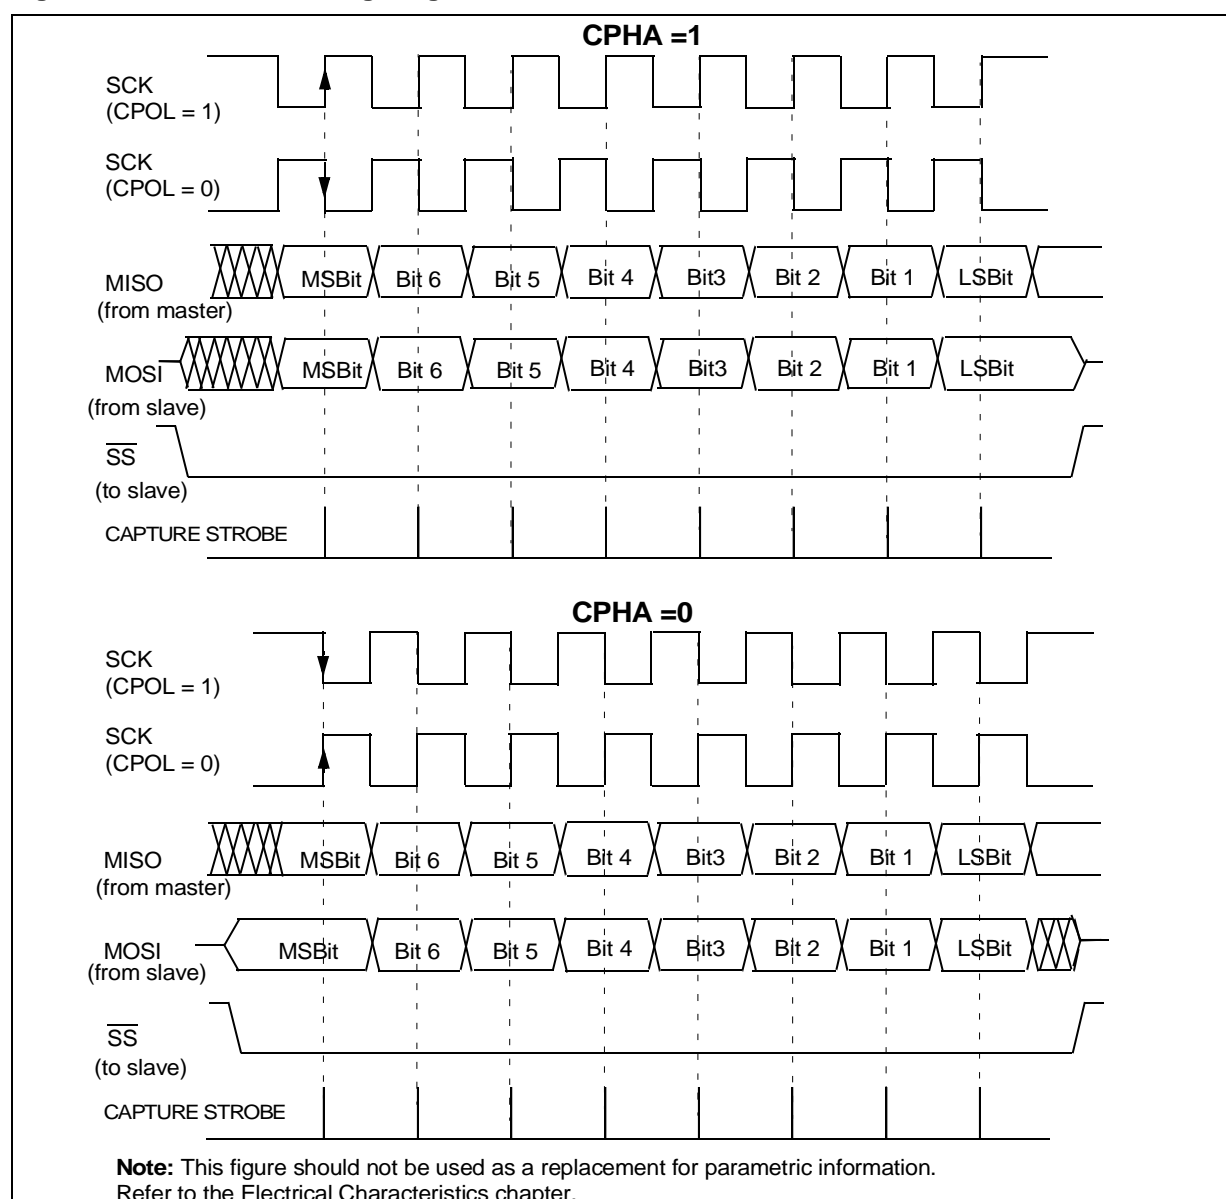 CPHA =1
SCK
(CPOL = 1)
SCK
(CPOL = 0)
MISO
(from master)
MSBit Bit 6 Bit 5 Bit 4 Bit3 Bit 2 Bit 1 LSBit
MOSI
(from slave)
MSBit Bit 6 Bit 5 Bit 4 Bit3 Bit 2 Bit 1 LSBit
SS
(to slave)
CAPTURE STROBE
CPHA =0
SCK
(CPOL = 1)
SCK
(CPOL = 0)
MISO
(from master)
MSBit Bit 6 Bit 5 Bit 4 Bit3 Bit 2 Bit 1 LSBit
MOSI
(from slave)
MSBit Bit 6 Bit 5 Bit 4 Bit3 Bit 2 Bit 1 LSBit
SS
(to slave)
CAPTURE STROBE
Note: This figure should not be used as a replacement for parametric information.
Refer to the Electrical Characteristics chapter.